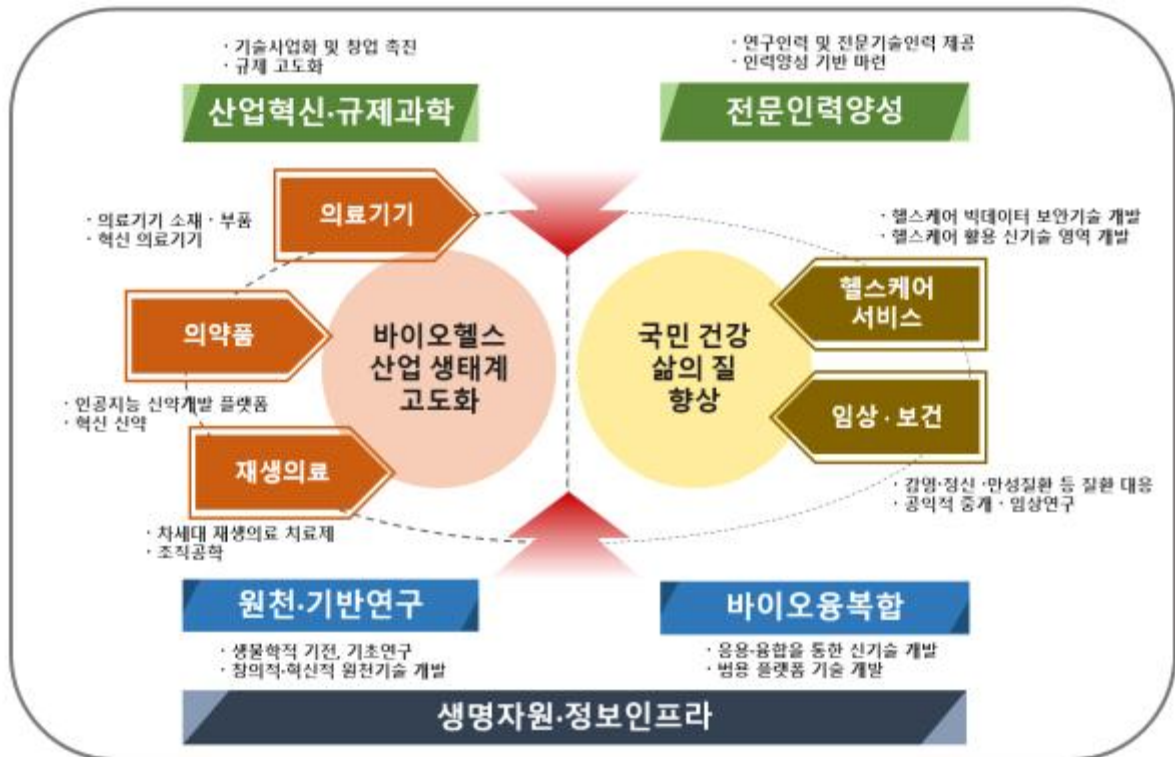 · 기술사업화 및 창업 촉진
· 규제 고도화
산업혁신·규제과학
· 연구인력 및 전문기술인력 제공
· 인력양성 기반 마련
전문인력양성
의료기기
· 의료기기 소재 · 부품
· 혁신 의료기기
의약품
· 인공지능 신약개발 플랫폼
· 혁신 신약
재생의료
· 차세대 재생의료 치료제
· 조직공학
바이오헬스
산업 생태계
고도화
국민 건강
삶의 질
향상
· 헬스케어 빅데이터 보안기술 개발
· 헬스케어 활용 신기술 영역 개발
헬스케어
서비스
임상 · 보건
· 감염·정신 ·만성질환 등 질환 대응
· 공익적 중개 · 임상연구
원천·기반연구
· 생물학적 기전, 기초연구
· 창의적·혁신적 원천기술 개발
바이오융복합
· 응용·융합을 통한 신기술 개발
· 범용 플랫폼 기술 개발
생명자원·정보인프라